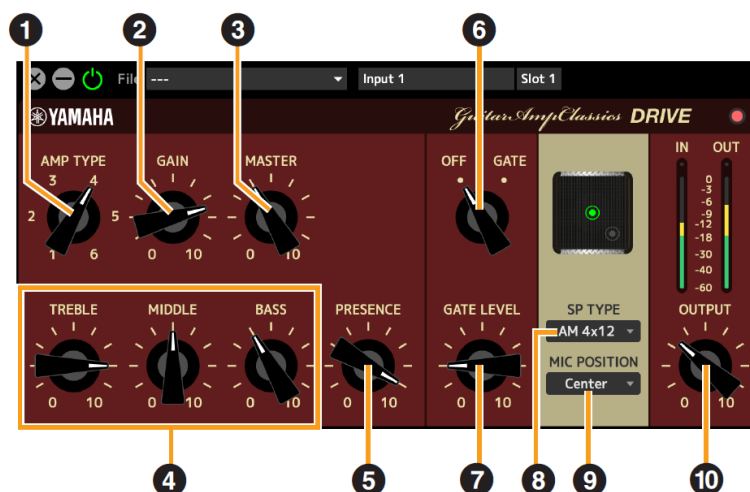 1 2 3 6
File --- Input 1 Slot 1
YAMAHA GuitarAmpClassics DRIVE
AMP TYPE GAIN MASTER OFF GATE IN OUT
3 4
2 5
1 6 0 10 0 10
0
-3
-6
-9
-12
-18
-30
-40
-60
TREBLE MIDDLE BASS PRESENCE GATE LEVEL SP TYPE OUTPUT
AM 4x12
MIC POSITION
Center
0 10 0 10 0 10 0 10 0 10 0 10
4 5 7 8 9 10